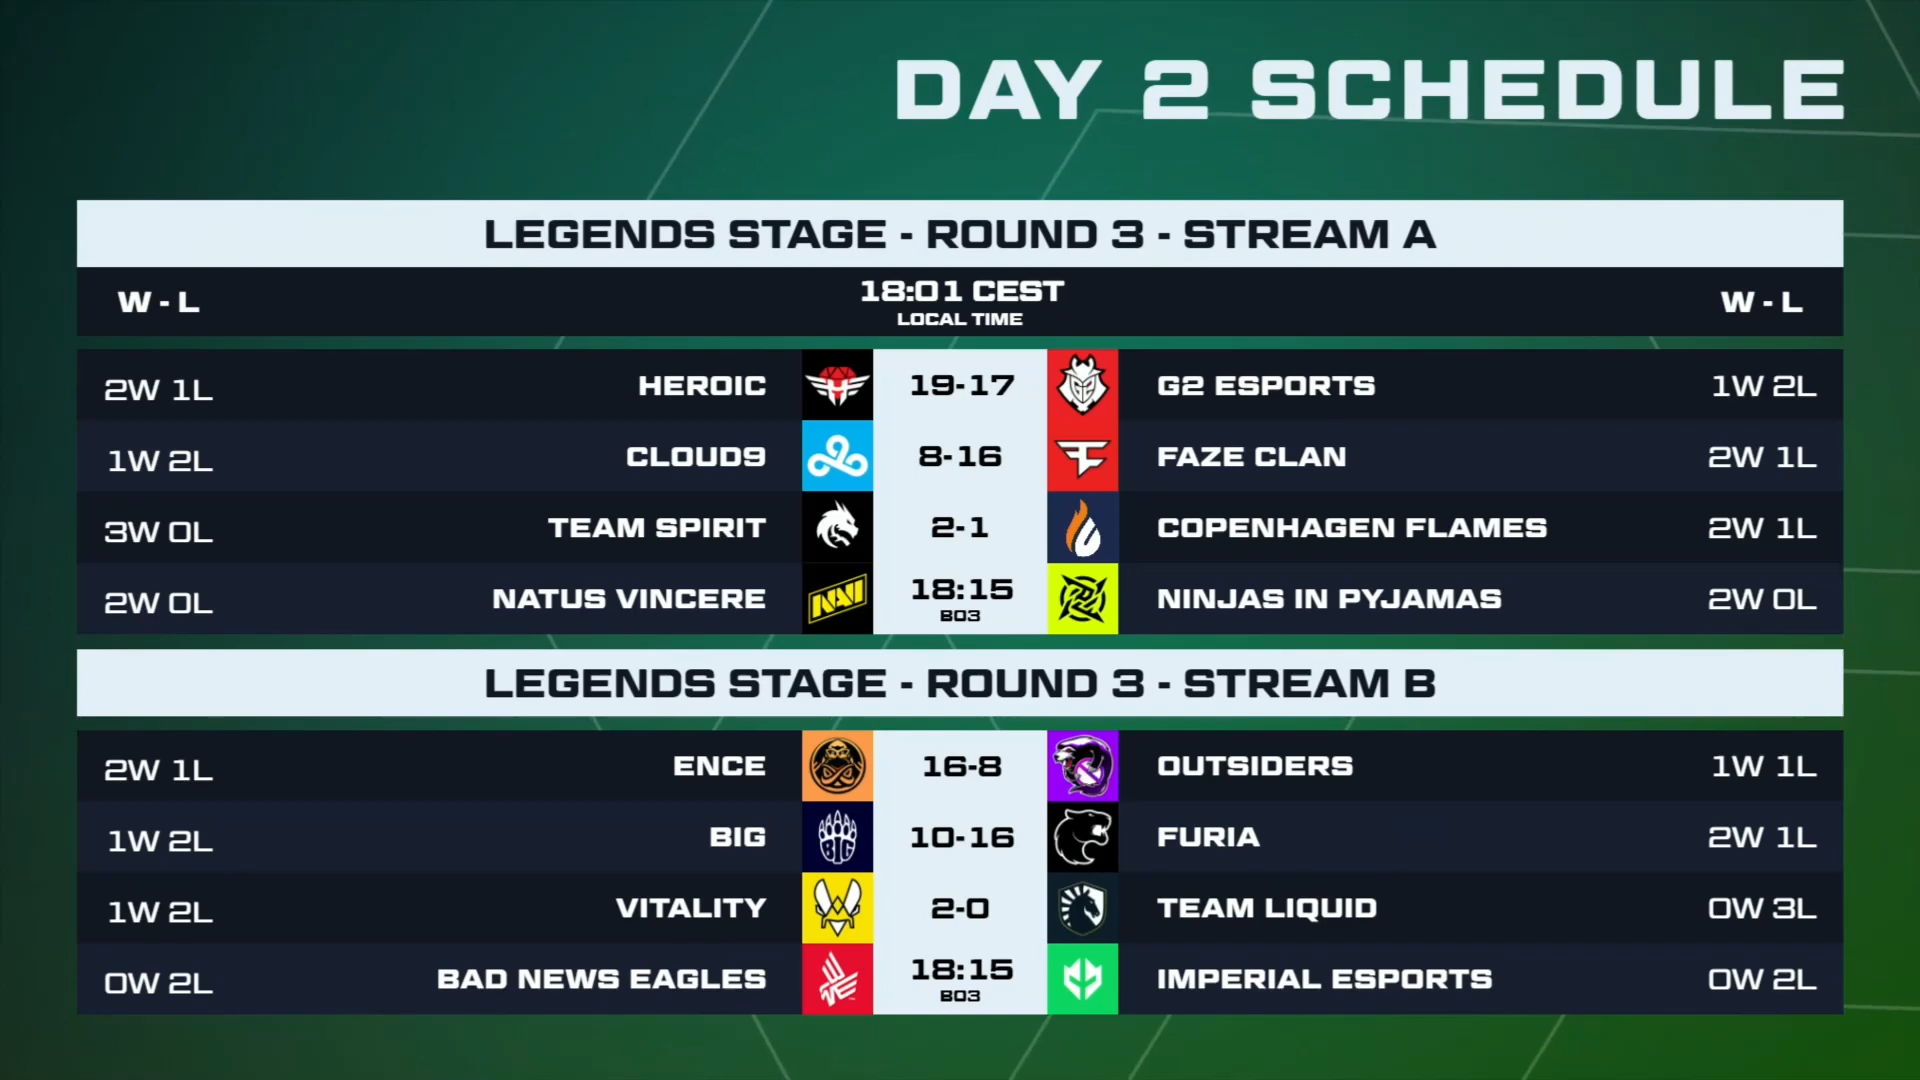 DAY 2 SCHEDULE
LEGENDS STAGE - ROUND 3 - STREAM A
W - L 18:01 CEST W - L
LOCAL TIME
2W 1L HEROIC 19-17 G2 ESPORTS 1W 2L
1W 2L CLOUD9 8-16 FAZE CLAN 2W 1L
3W 0L TEAM SPIRIT 2-1 COPENHAGEN FLAMES 2W 1L
2W 0L NATUS VINCERE NAVI 18:15 NINJAS IN PYJAMAS 2W 0L
BO3
LEGENDS STAGE - ROUND 3 - STREAM B
2W 1L ENCE 16-8 OUTSIDERS 1W 1L
1W 2L BIG BIG 10-16 FURIA 2W 1L
1W 2L VITALITY 2-0 TEAM LIQUID 0W 3L
0W 2L BAD NEWS EAGLES 18:15 IMPERIAL ESPORTS 0W 2L
BO3